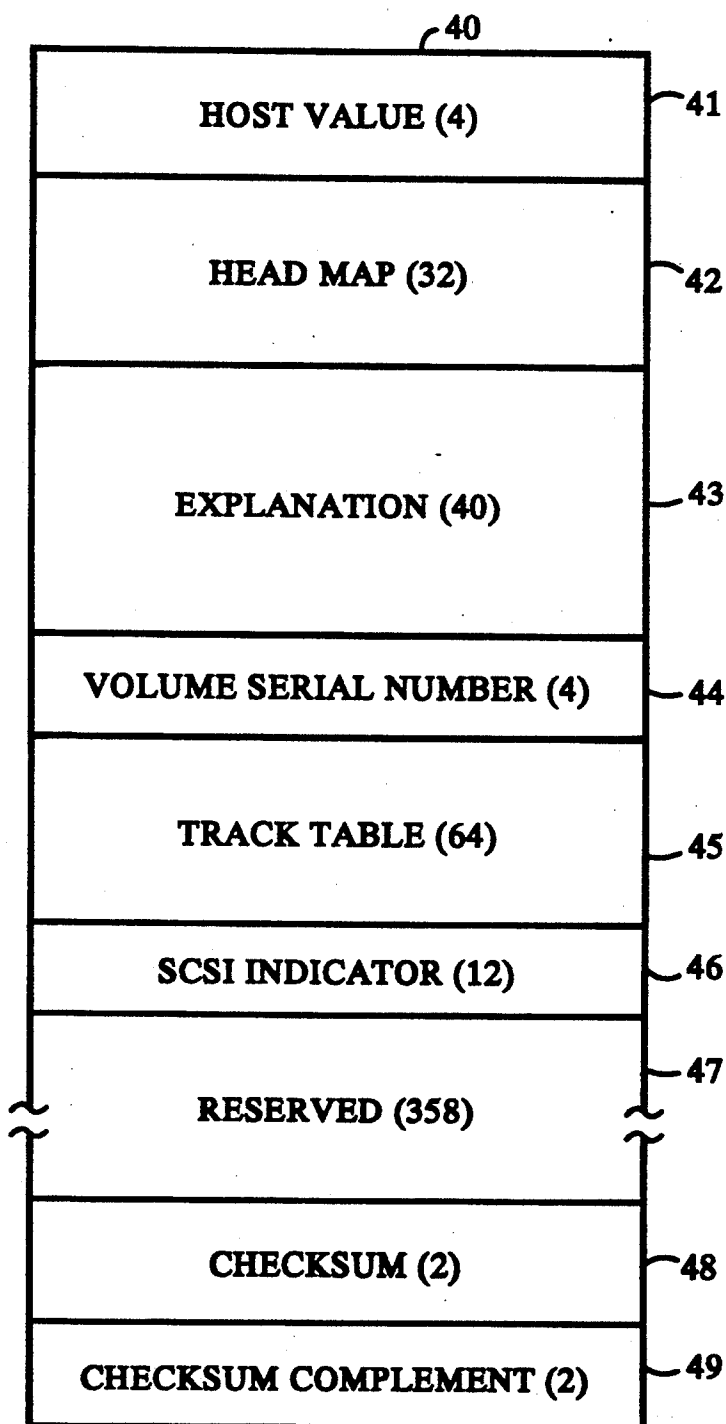 40
HOST VALUE (4) 41
HEAD MAP (32) 42
EXPLANATION (40) 43
VOLUME SERIAL NUMBER (4) 44
TRACK TABLE (64) 45
SCSI INDICATOR (12) 46
RESERVED (358) 47
CHECKSUM (2) 48
CHECKSUM COMPLEMENT (2) 49